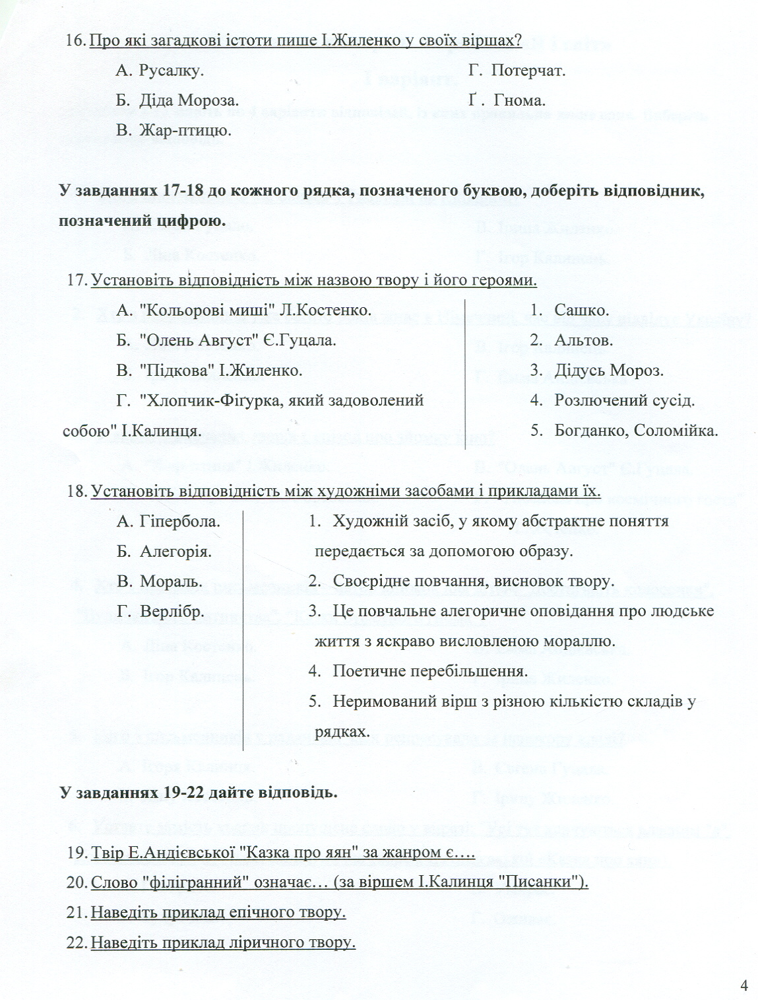 16. Про які загадкові істоти пише І.Жиленко у своїх віршах?
А. Русалку.
Г. Потерчат.
Б. Діда Мороза.
Ґ . Гнома.
В. Жар-птицю.
У завданнях 17-18 до кожного рядка, позначеного буквою, доберіть відповідник,
позначений цифрою.
17. Установіть відповідність між назвою твору і його героями.
А. "Кольорові миші" Л.Костенко.
1. Сашко.
Б. "Олень Август" Є.Гуцала.
2. Альтов.
В. "Підкова" І.Жиленко.
3. Дідусь Мороз.
Г. "Хлопчик-Фіґурка, який задоволений
4. Розлючений сусід.
собою" І.Калинця.
5. Богданко, Соломійка.
18. Установіть відповідність між художніми засобами і прикладами їх.
А. Гіпербола.
1. Художній засіб, у якому абстрактне поняття
Б. Алегорія.
передається за допомогою образу.
В. Мораль.
2. Своєрідне повчання, висновок твору.
Г. Верлібр.
3. Це повчальне алегоричне оповідання про людське
життя з яскраво висловленою мораллю.
4. Поетичне перебільшення.
5. Неримований вірш з різною кількістю складів у
рядках.
У завданнях 19-22 дайте відповідь.
19. Твір Е.Андієвської "Казка про яян" за жанром є….
20. Слово "філігранний" означає… (за віршем І.Калинця "Писанки").
21. Наведіть приклад епічного твору.
22. Наведіть приклад ліричного твору.
4